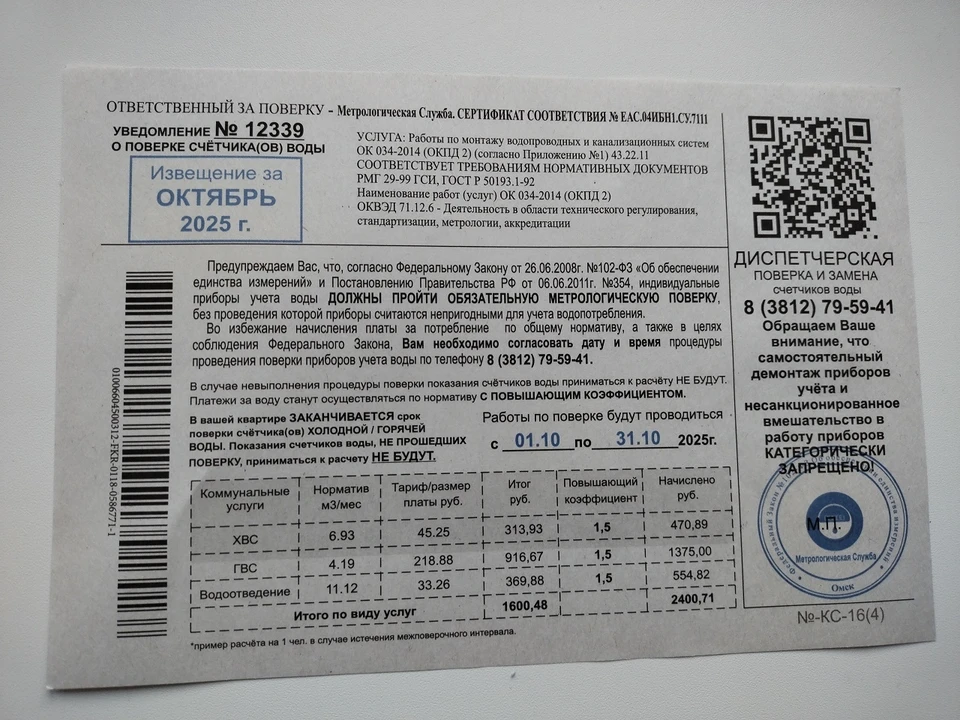 ОТВЕТСТВЕННЫЙ ЗА ПОВЕРКУ - Метрологическая Служба. СЕРТИФИКАТ СООТВЕТСТВИЯ № ЕАС.04ИБН1.СУ.7111
УВЕДОМЛЕНИЕ № 12339
О ПОВЕРКЕ СЧЁТЧИКА(ОВ) ВОДЫ
Извещение за
ОКТЯБРЬ
2025 г.
УСЛУГА: Работы по монтажу водопроводных и канализационных систем
ОК 034-2014 (ОКПД 2) (согласно Приложению №1) 43.22.11
СООТВЕТСТВУЕТ ТРЕБОВАНИЯМ НОРМАТИВНЫХ ДОКУМЕНТОВ
РМГ 29-99 ГСИ, ГОСТ Р 50193.1-92
Наименование работ (услуг) ОК 034-2014 (ОКПД 2)
ОКВЭД 71.12.6 - Деятельность в области технического регулирования,
стандартизации, метрологии, аккредитации
Предупреждаем Вас, что, согласно Федеральному Закону от 26.06.2008г. №102-ФЗ «Об обеспечении
единства измерений» и Постановлению Правительства РФ от 06.06.2011г. №354, индивидуальные
приборы учета воды ДОЛЖНЫ ПРОЙТИ ОБЯЗАТЕЛЬНУЮ МЕТРОЛОГИЧЕСКУЮ ПОВЕРКУ,
без проведения которой приборы считаются непригодными для учета водопотребления.
Во избежание начисления платы за потребление по общему нормативу, а также в целях
соблюдения Федерального Закона, Вам необходимо согласовать дату и время процедуры
проведения поверки приборов учета воды по телефону 8 (3812) 79-59-41.
В случае невыполнения процедуры поверки показания счётчиков воды приниматься к расчёту НЕ БУДУТ.
Платежи за воду станут осуществляться по нормативу С ПОВЫШАЮЩИМ КОЭФФИЦИЕНТОМ.
В вашей квартире ЗАКАНЧИВАЕТСЯ срок
поверки счётчика(ов) ХОЛОДНОЙ / ГОРЯЧЕЙ
ВОДЫ. Показания счетчиков воды, НЕ ПРОШЕДШИХ
ПОВЕРКУ, приниматься к расчету НЕ БУДУТ.
Работы по поверке будут проводиться
с 01.10 по 31.10 2025г.
Коммунальные услуги Норматив м3/мес Тариф/размер платы руб. Итог руб. Повышающий коэффициент Начислено руб.
ХВС 6.93 45.25 313,93 1,5 470,89
ГВС 4.19 218.88 916,67 1,5 1375,00
Водоотведение 11.12 33.26 369,88 1,5 554,82
Итого по виду услуг 1600,48 2400,71
*пример расчёта на 1 чел. в случае истечения межповерочного интервала.
01006604500312-FKR-0118-0586771-1
ДИСПЕТЧЕРСКАЯ
ПОВЕРКА И ЗАМЕНА
счетчиков воды
8 (3812) 79-59-41
Обращаем Ваше
внимание, что
самостоятельный
демонтаж приборов
учёта и
несанкционированное
вмешательство в
работу приборов
КАТЕГОРИЧЕСКИ
ЗАПРЕЩЕНО!
М.П.
Метрологическая Служба
Омск
№-КС-16(4)